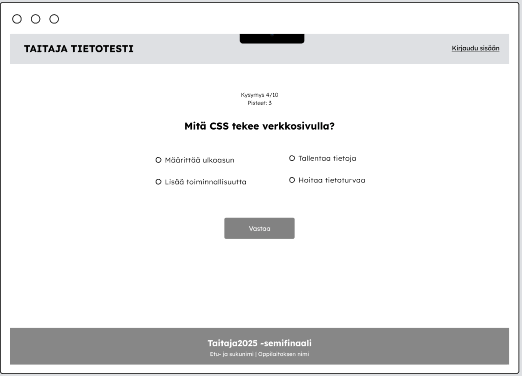 TAITAJA TIETOTESTI
Kirjaudu sisään
Kysymys 4/10
Pisteet: 3
Mitä CSS tekee verkkosivulla?
Määrittää ulkoasun
Tallentaa tietoja
Lisää toiminnallisuutta
Hoitaa tietoturvaa
Vastaa
Taitaja2025 -semifinaali
Etu- ja sukunimi | Oppilaitoksen nimi